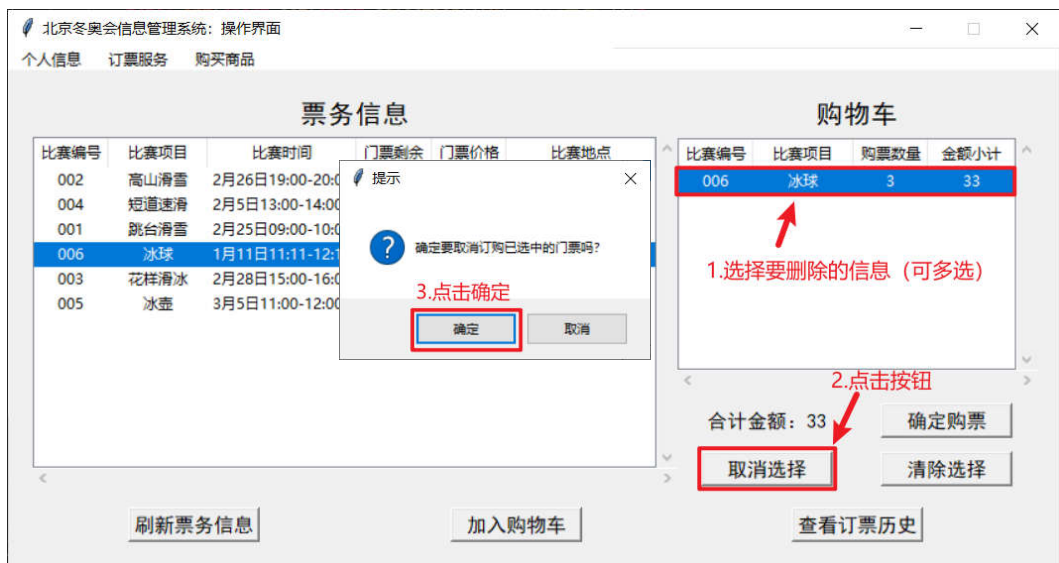 北京冬奥会信息管理系统：操作界面
个人信息 订票服务 购买商品
票务信息
购物车
比赛编号 比赛项目 比赛时间 门票剩余 门票价格 比赛地点
002 高山滑雪 2月26日19:00-20:0
004 短道速滑 2月5日13:00-14:00
001 跳台滑雪 2月25日09:00-10:0
006 冰球 1月11日11:11-12:1
003 花样滑冰 2月28日15:00-16:0
005 冰壶 3月5日11:00-12:00
提示
确定要取消订购已选中的门票吗?
3.点击确定
确定 取消
比赛编号 比赛项目 购票数量 金额小计
006 冰球 3 33
1.选择要删除的信息（可多选）
2.点击按钮
合计金额：33 确定购票
取消选择 清除选择
刷新票务信息 加入购物车 查看订票历史